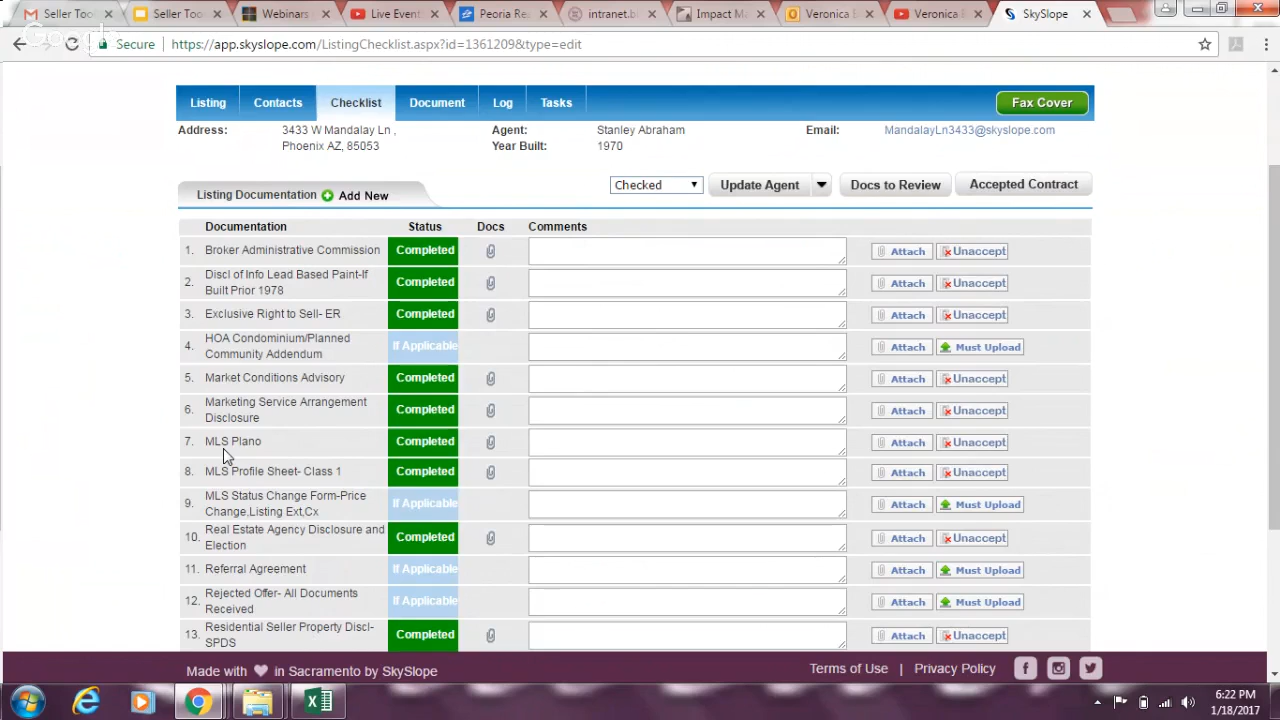 Seller Too
Seller Too
Webinars
Live Event
Peoria Re
intranet.b
Impact Ma
Veronica E
Veronica E
SkySlope
Google
Secure https://app.skyslope.com/ListingChecklist.aspx?id=1361209&type=edit
Listing Contacts Checklist Document Log Tasks Fax Cover
Address: 3433 W Mandalay Ln , Agent: Stanley Abraham Email: MandalayLn3433@skyslope.com
Phoenix AZ, 85053 Year Built: 1970
Listing Documentation Add New Checked Update Agent Docs to Review Accepted Contract
Documentation Status Docs Comments
1. Broker Administrative Commission Completed Attach Unaccept
2. Discl of Info Lead Based Paint-If
Built Prior 1978 Completed Attach Unaccept
3. Exclusive Right to Sell- ER Completed Attach Unaccept
4. HOA Condominium/Planned
Community Addendum If Applicable Attach Must Upload
5. Market Conditions Advisory Completed Attach Unaccept
6. Marketing Service Arrangement
Disclosure Completed Attach Unaccept
7. MLS Plano Completed Attach Unaccept
8. MLS Profile Sheet- Class 1 Completed Attach Unaccept
9. MLS Status Change Form-Price
Change,Listing Ext,Cx If Applicable Attach Must Upload
10. Real Estate Agency Disclosure and
Election Completed Attach Unaccept
11. Referral Agreement If Applicable Attach Must Upload
12. Rejected Offer- All Documents
Received If Applicable Attach Must Upload
13. Residential Seller Property Discl-
SPDS Completed Attach Unaccept
Made with in Sacramento by SkySlope Terms of Use | Privacy Policy
6:22 PM
1/18/2017